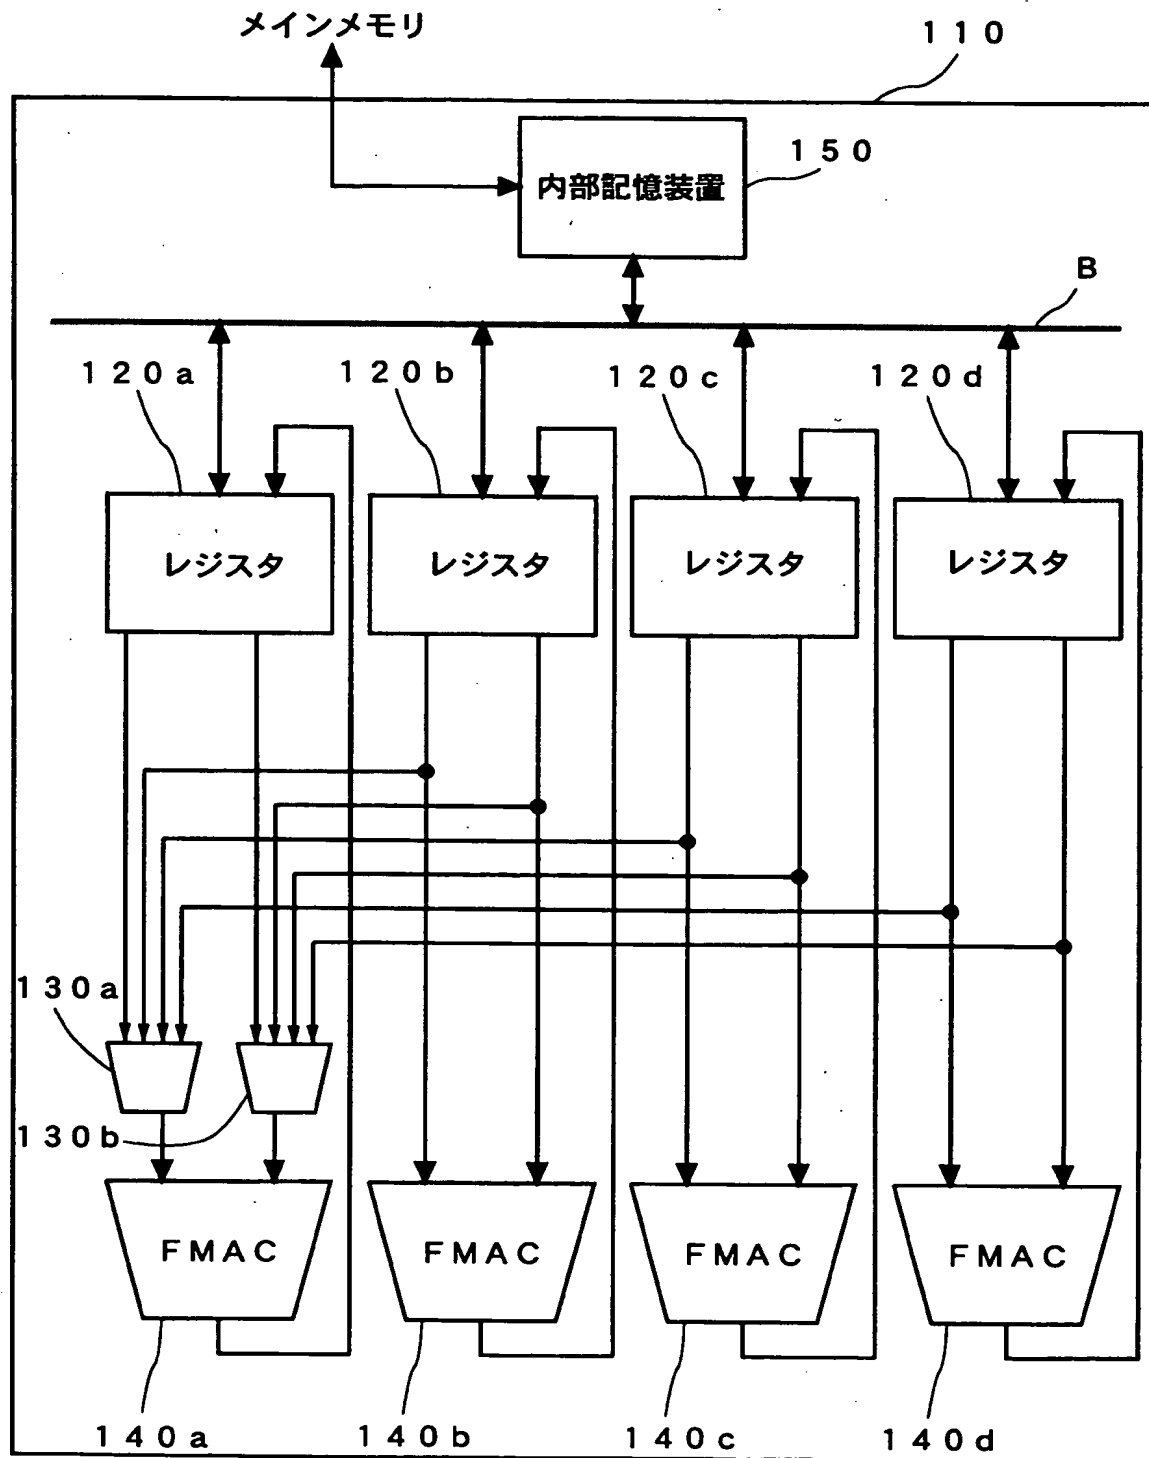 メインメモリ
110
150
内部記憶装置
B
120a
120b
120c
120d
レジスタ
レジスタ
レジスタ
レジスタ
130a
130b
FMAC
FMAC
FMAC
FMAC
140a
140b
140c
140d